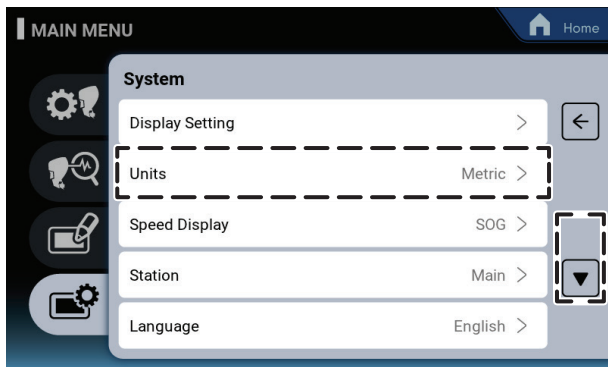 MAIN MENU
Home
System
Display Setting
Units Metric
Speed Display SOG
Station Main
Language English